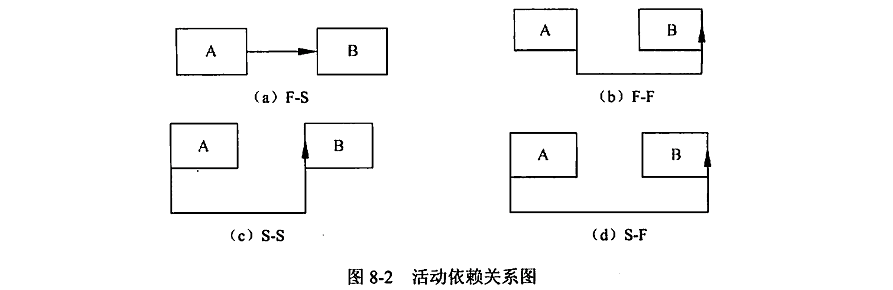 A B A B
（a）F-S （b）F-F
A B A B
（c）S-S （d）S-F
图 8-2 活动依赖关系图